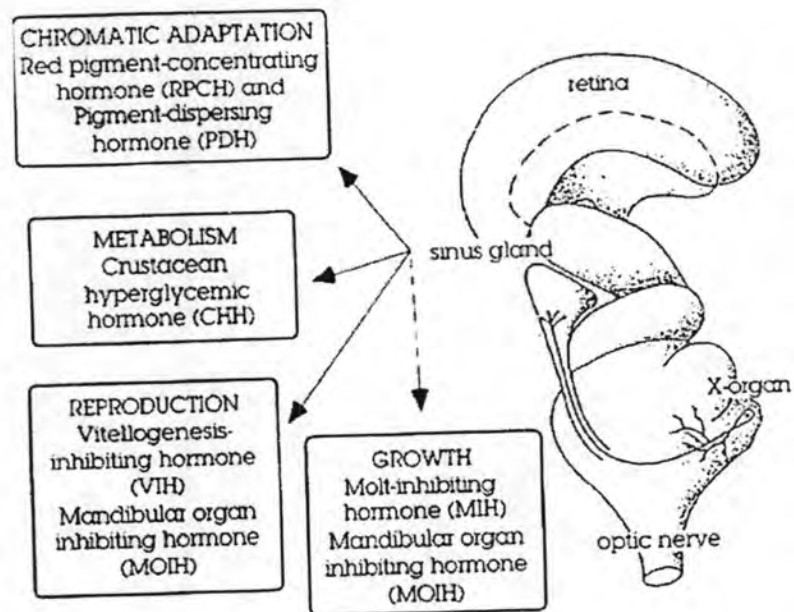 CHROMATIC ADAPTATION
Red pigment-concentrating
hormone (RPCH) and
Pigment-dispersing
hormone (PDH)
retina
METABOLISM
Crustacean
hyperglycemic
hormone (CHH)
sinus gland
REPRODUCTION
Vitellogenesis-
inhibiting hormone
(VIH)
Mandibular organ
inhibiting hormone
(MOIH)
GROWTH
Molt-inhibiting
hormone (MIH)
Mandibular organ
inhibiting hormone
(MOIH)
X-organ
optic nerve